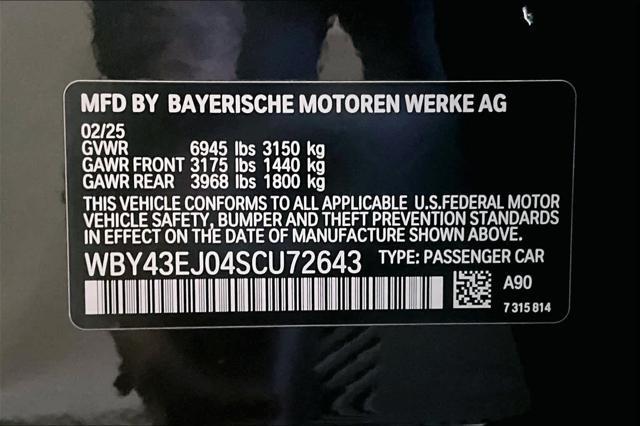 MFD BY BAYERISCHE MOTOREN WERKE AG
02/25
GVWR 6945 lbs 3150 kg
GAWR FRONT 3175 lbs 1440 kg
GAWR REAR 3968 lbs 1800 kg
THIS VEHICLE CONFORMS TO ALL APPLICABLE U.S.FEDERAL MOTOR
VEHICLE SAFETY, BUMPER AND THEFT PREVENTION STANDARDS
IN EFFECT ON THE DATE OF MANUFACTURE SHOWN ABOVE.
WBY43EJ04SCU72643 TYPE: PASSENGER CAR
A90
7 315 814